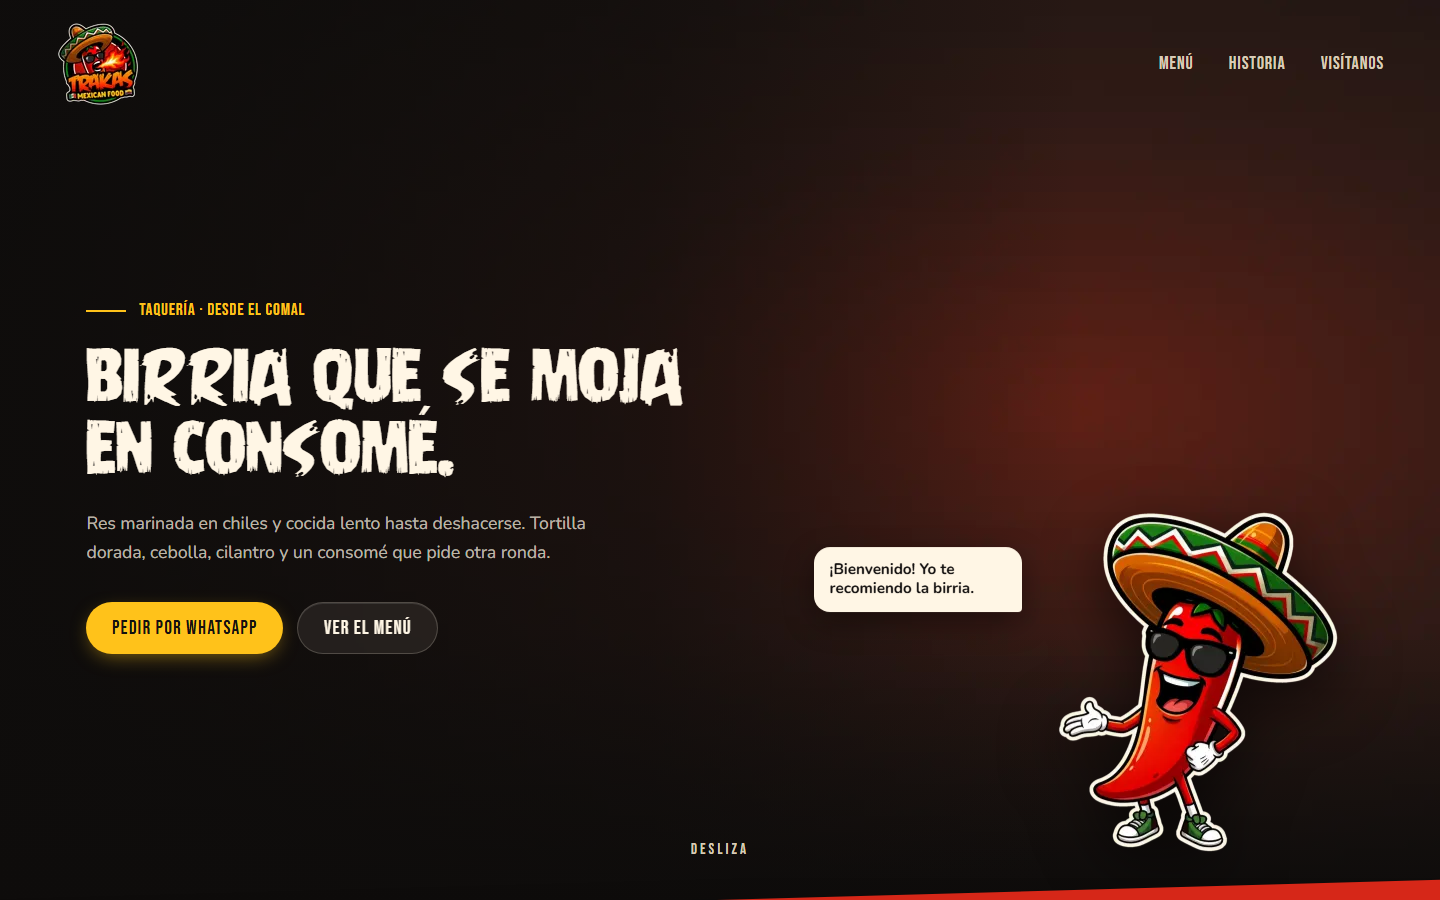 TRAKAS
MEXICAN FOOD
MENÚ
HISTORIA
VISÍTANOS
TAQUERÍA · DESDE EL COMAL
BIRRIA QUE SE MOJA
EN CONSOMÉ.
Res marinada en chiles y cocida lento hasta deshacerse. Tortilla
dorada, cebolla, cilantro y un consomé que pide otra ronda.
PEDIR POR WHATSAPP
VER EL MENÚ
¡Bienvenido! Yo te
recomiendo la birria.
DESLIZA